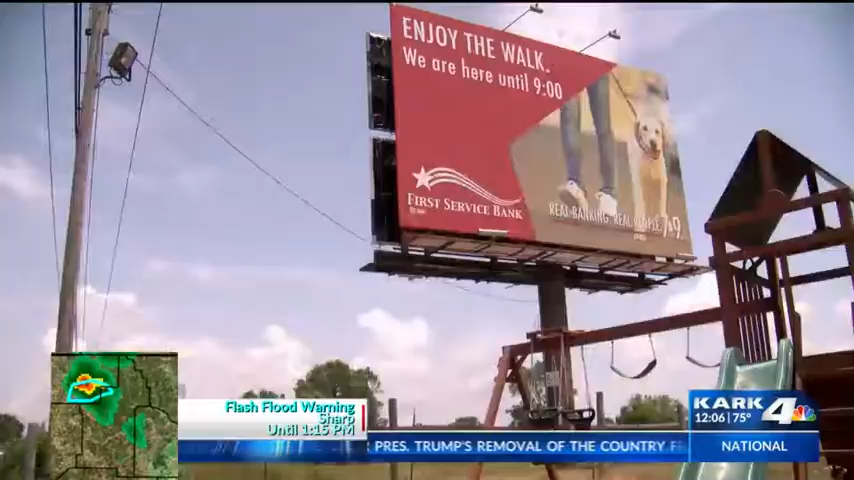 ENJOY THE WALK.
We are here until 9:00
FIRST SERVICE BANK
REAL BANKING. REAL PEOPLE.
7to9
Flash Flood Warning
Sharp
Until 1:15 PM
PRES. TRUMP'S REMOVAL OF THE COUNTRY
KARK 4
12:06 75°
NATIONAL